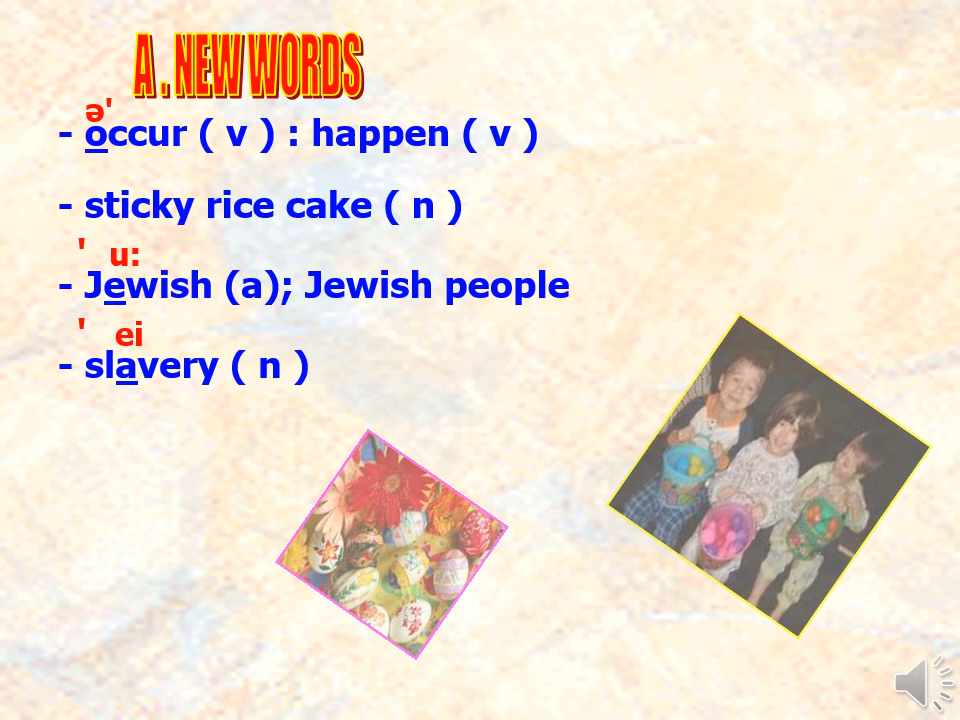 A . NEW WORDS
ə'
- occur ( v ) : happen ( v )
- sticky rice cake ( n )
' u:
- Jewish (a); Jewish people
' ei
- slavery ( n )